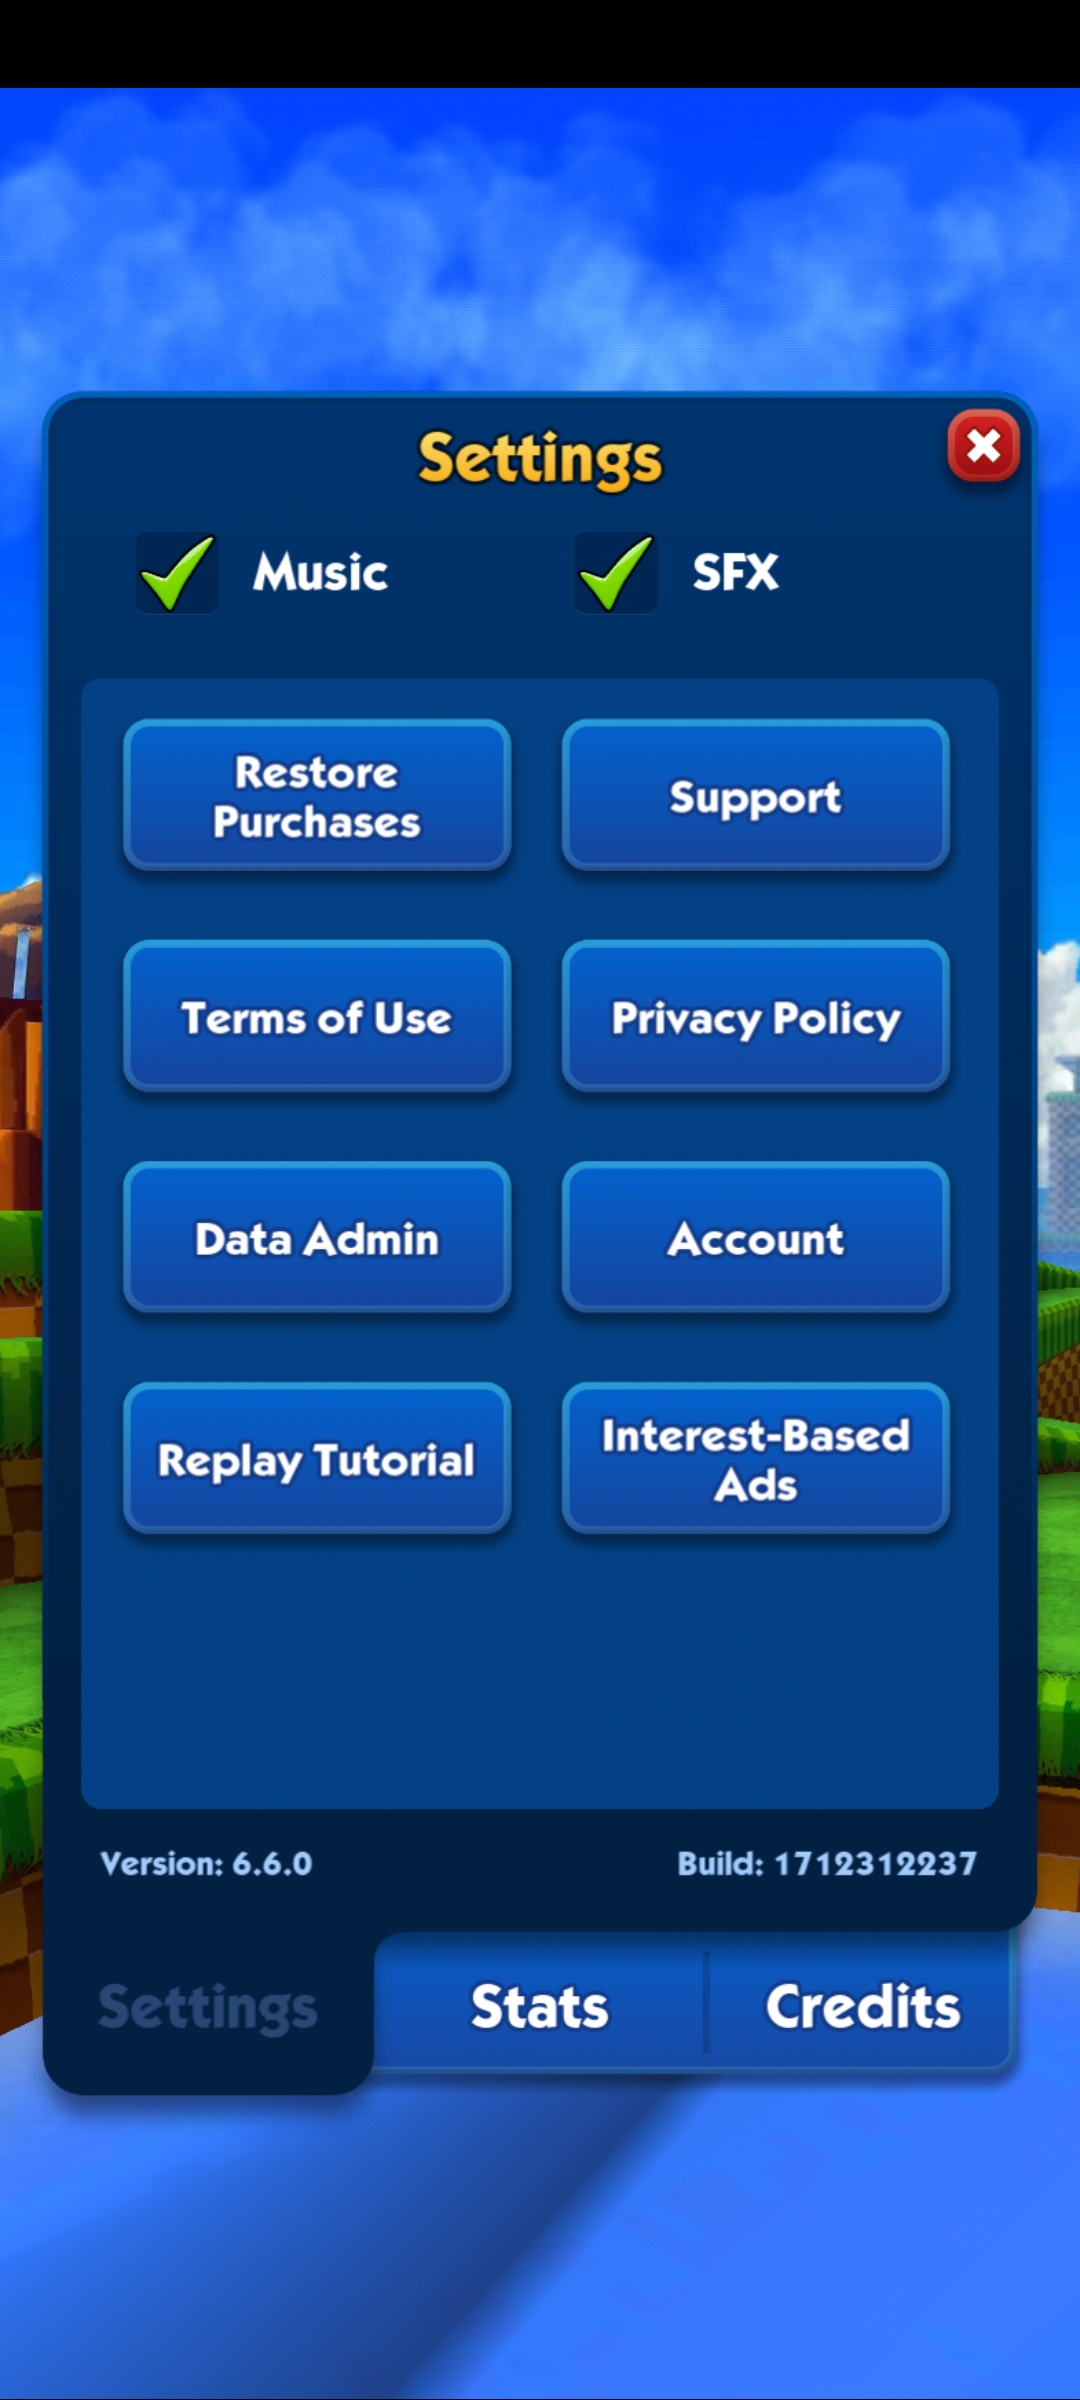 Settings
Music
SFX
Restore
Purchases
Support
Terms of Use
Privacy Policy
Data Admin
Account
Replay Tutorial
Interest-Based
Ads
Version: 6.6.0
Build: 1712312237
Settings
Stats
Credits